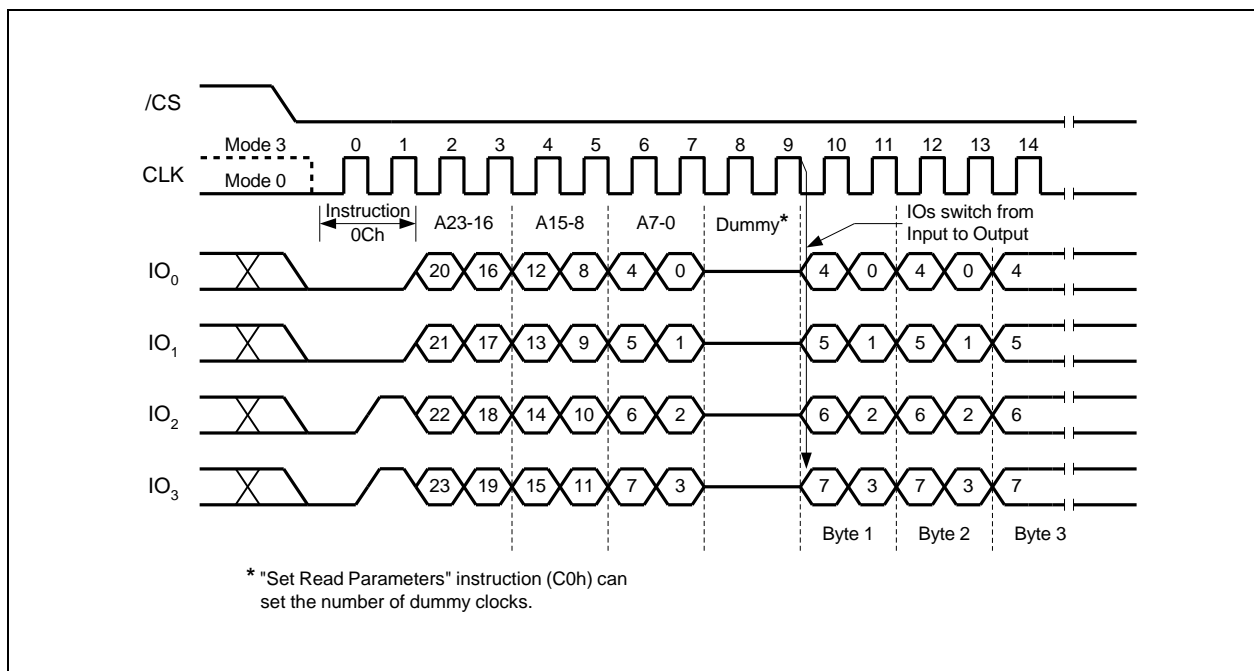 /CS
Mode 3 0 1 2 3 4 5 6 7 8 9 10 11 12 13 14
CLK
Mode 0
Instruction
0Ch
A23-16 A15-8 A7-0 Dummy*
IOs switch from
Input to Output
IO0 20 16 12 8 4 0 4 0 4 0 4
IO1 21 17 13 9 5 1 5 1 5 1 5
IO2 22 18 14 10 6 2 6 2 6 2 6
IO3 23 19 15 11 7 3 7 3 7 3 7
Byte 1 Byte 2 Byte 3
* "Set Read Parameters" instruction (C0h) can
set the number of dummy clocks.